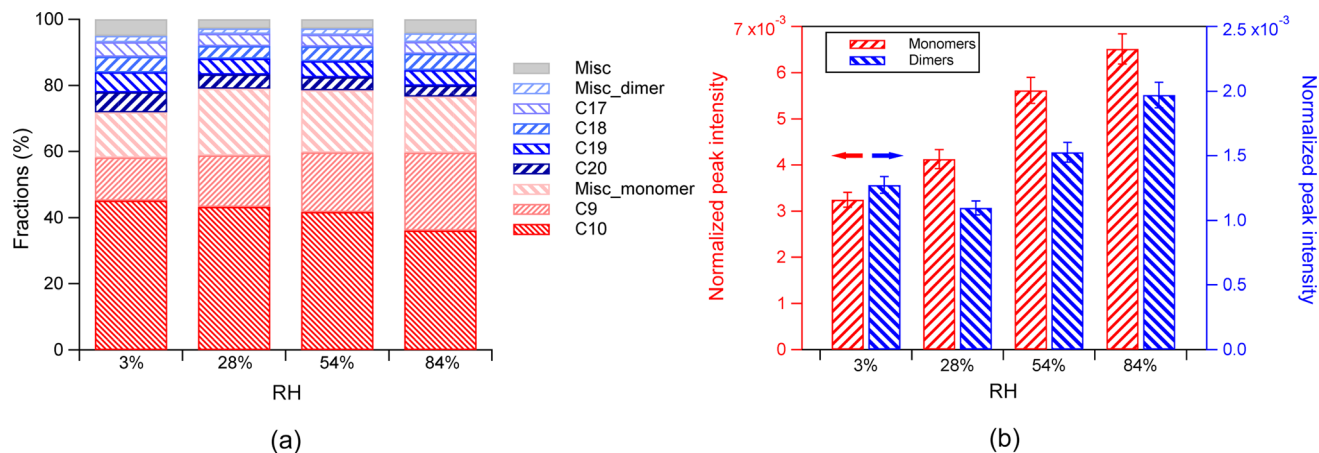 Fractions (%)
100
80
60
40
20
0
3%
28%
54%
84%
RH
(a)
Misc
Misc_dimer
C17
C18
C19
C20
Misc_monomer
C9
C10
Normalized peak intensity
7 x10⁻³
6
5
4
3
2
1
0
Monomers
Dimers
3%
28%
54%
84%
RH
2.5 x10⁻³
2.0
1.5
1.0
0.5
0.0
Normalized peak intensity
(b)